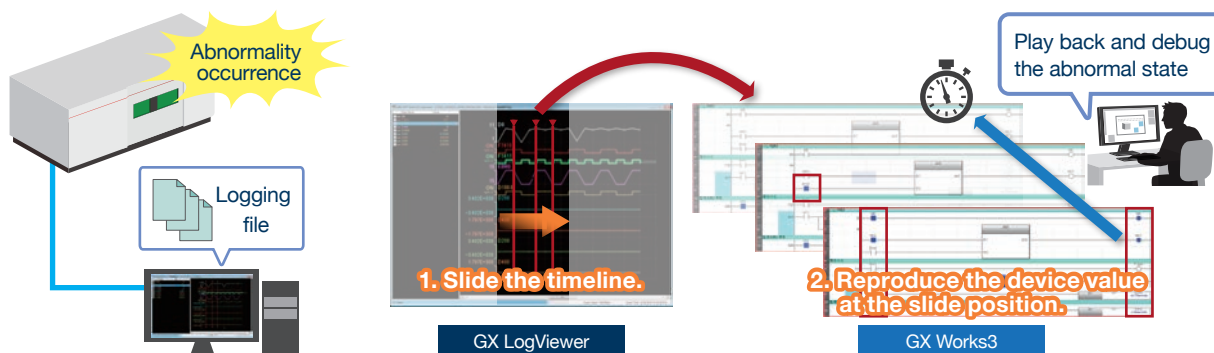 Abnormality
occurrence
Logging
file
1. Slide the timeline.
GX LogViewer
Play back and debug
the abnormal state
2. Reproduce the device value
at the slide position.
GX Works3